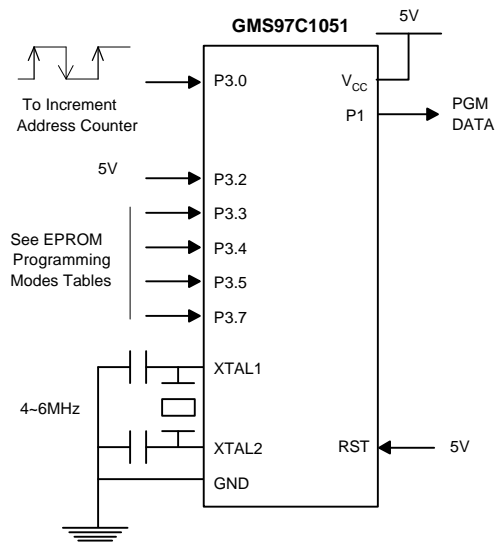 GMS97C1051
5V
To Increment
Address Counter
P3.0
VCC
P1
PGM
DATA
5V
P3.2
P3.3
See EPROM
Programming
Modes Tables
P3.4
P3.5
P3.7
4~6MHz
XTAL1
XTAL2
RST
5V
GND